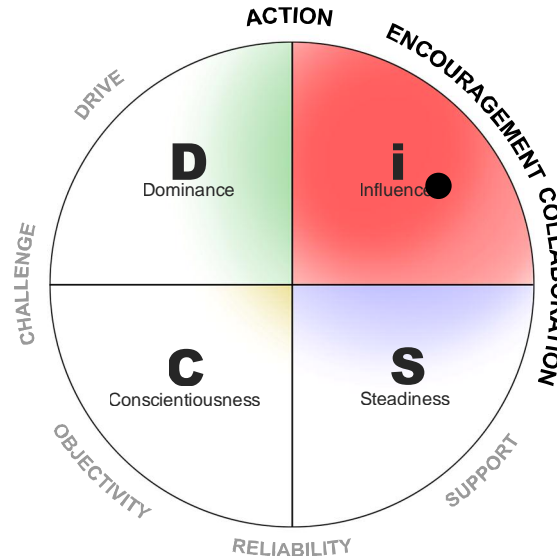 ACTION
ENCOURAGEMENT
COLLABORATION
SUPPORT
RELIABILITY
OBJECTIVITY
CHALLENGE
DRIVE
D
Dominance
i
Influence
C
Conscientiousness
S
Steadiness